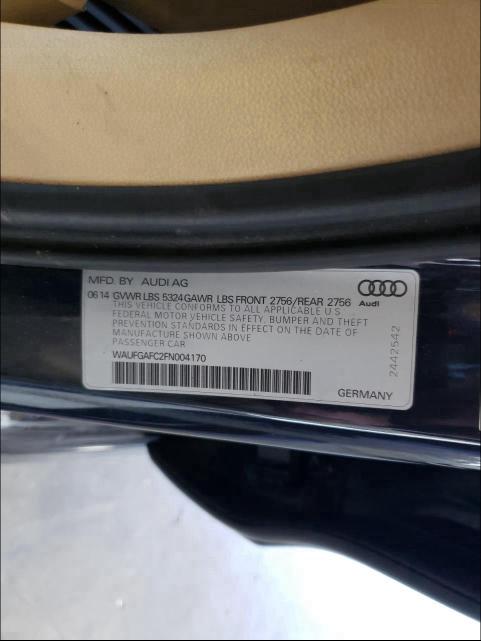 MFD. BY AUDI AG
06 14 GVWR LBS 5324 GAWR LBS FRONT 2756/REAR 2756
THIS VEHICLE CONFORMS TO ALL APPLICABLE U S
FEDERAL MOTOR VEHICLE SAFETY, BUMPER AND THEFT
PREVENTION STANDARDS IN EFFECT ON THE DATE OF
MANUFACTURE SHOWN ABOVE
PASSENGER CAR
WAUFGAFC2FN004170
GERMANY
Audi
2442542